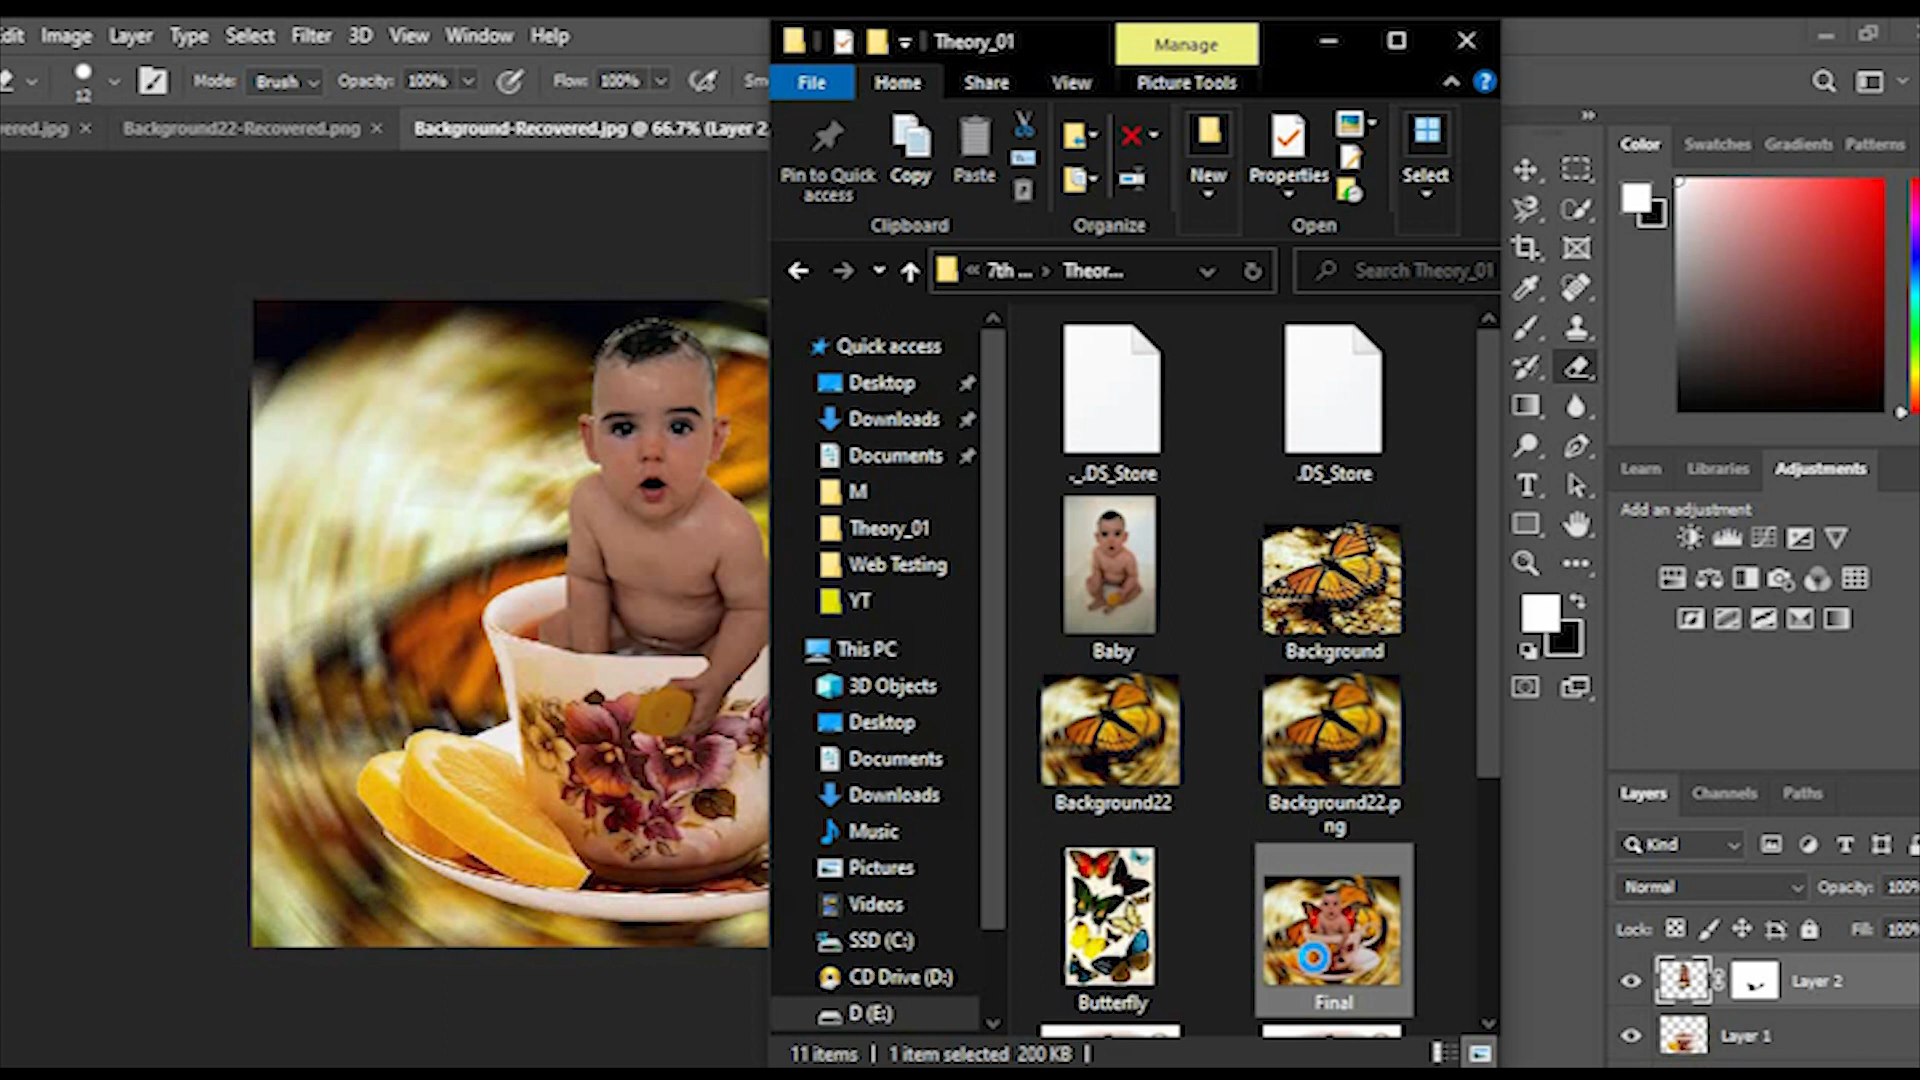 Edit Image Layer Type Select Filter 3D View Window Help
12 Mode: Brush Opacity: 100% Flow: 100%
ered.jpg × Background22-Recovered.png × Background-Recovered.jpg @ 66.7% (Layer 2
Theory_01
Manage
File Home Share View Picture Tools
Pin to Quick access Copy Paste New Properties Select
Clipboard Organize Open
« 7th ... › Theor... Search Theory_01
Quick access
Desktop
Downloads
Documents
M
Theory_01
Web Testing
YT
This PC
3D Objects
Desktop
Documents
Downloads
Music
Pictures
Videos
SSD (C:)
CD Drive (D:)
D (E:)
._.DS_Store
.DS_Store
Baby
Background
Background22
Background22.p
ng
Butterfly
Final
11 items 1 item selected 200 KB
Color Swatches Gradients Patterns
Learn Libraries Adjustments
Add an adjustment
Layers Channels Paths
Kind
Normal Opacity: 100%
Lock: Fill: 100%
Layer 2
Layer 1